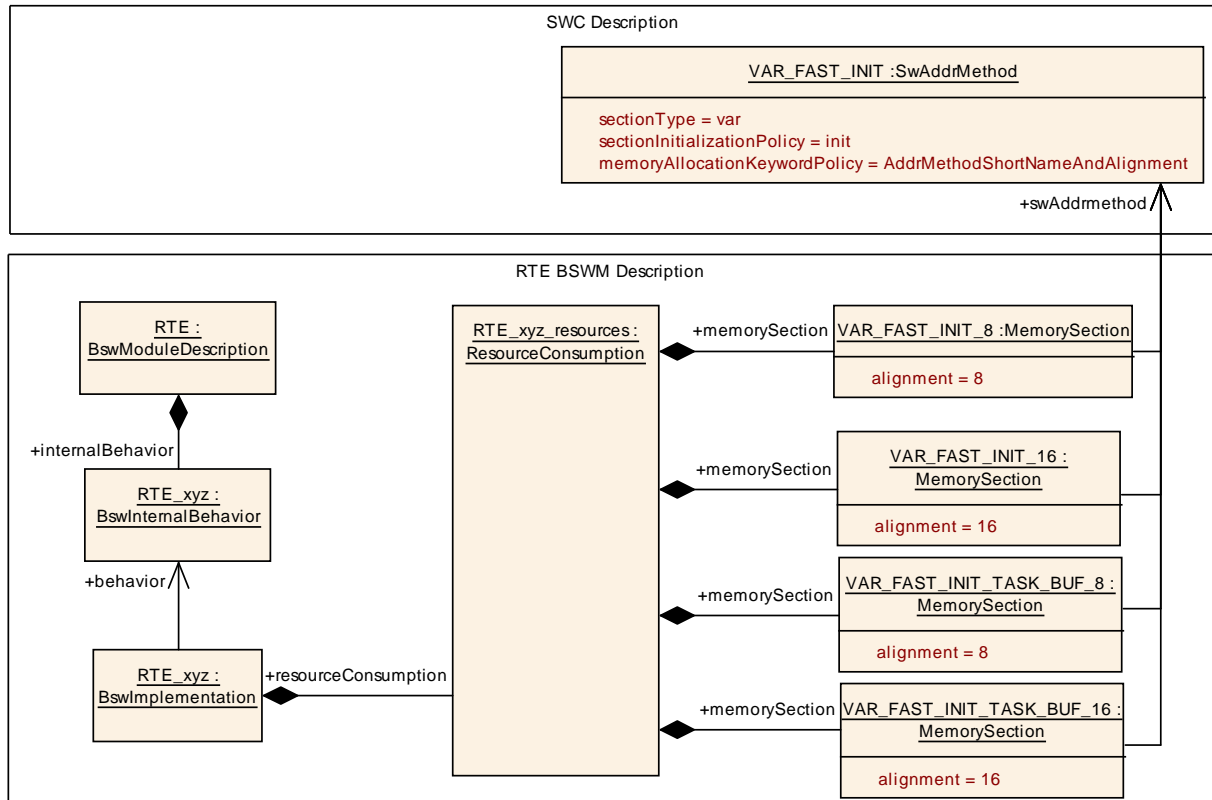 SWC Description
VAR_FAST_INIT :SwAddrMethod
sectionType = var
sectionInitializationPolicy = init
memoryAllocationKeywordPolicy = AddrMethodShortNameAndAlignment
+swAddrmethod
RTE BSWM Description
RTE :
BswModuleDescription
+internalBehavior
RTE_xyz :
BswInternalBehavior
+behavior
RTE_xyz :
BswImplementation
+resourceConsumption
RTE_xyz_resources:
ResourceConsumption
+memorySection
VAR_FAST_INIT_8 :MemorySection
alignment = 8
+memorySection
VAR_FAST_INIT_16 :
MemorySection
alignment = 16
+memorySection
VAR_FAST_INIT_TASK_BUF_8 :
MemorySection
alignment = 8
+memorySection
VAR_FAST_INIT_TASK_BUF_16 :
MemorySection
alignment = 16